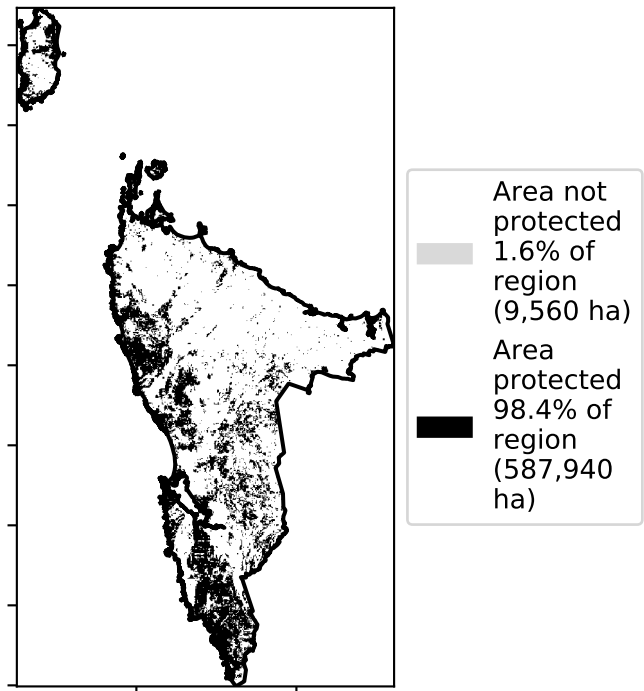 Area not
protected
1.6% of
region
(9,560 ha)
Area
protected
98.4% of
region
(587,940
ha)